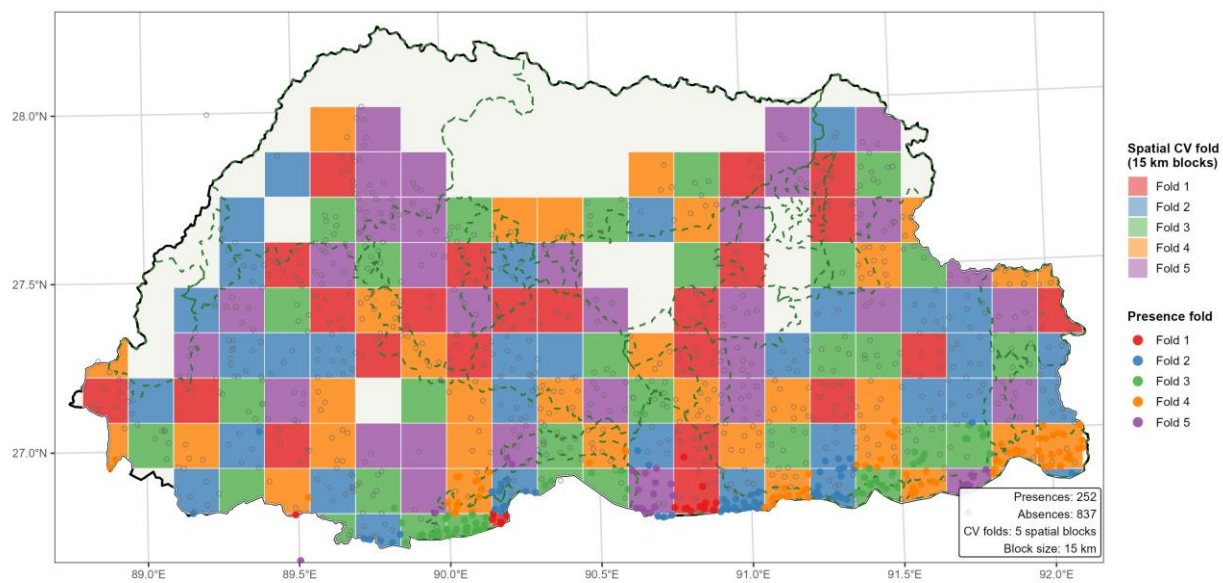 28.0°N
27.5°N
27.0°N
89.0°E
89.5°E
90.0°E
90.5°E
91.0°E
91.5°E
92.0°E
Presences: 252
Absences: 837
CV folds: 5 spatial blocks
Block size: 15 km
Spatial CV fold
(15 km blocks)
Fold 1
Fold 2
Fold 3
Fold 4
Fold 5
Presence fold
Fold 1
Fold 2
Fold 3
Fold 4
Fold 5